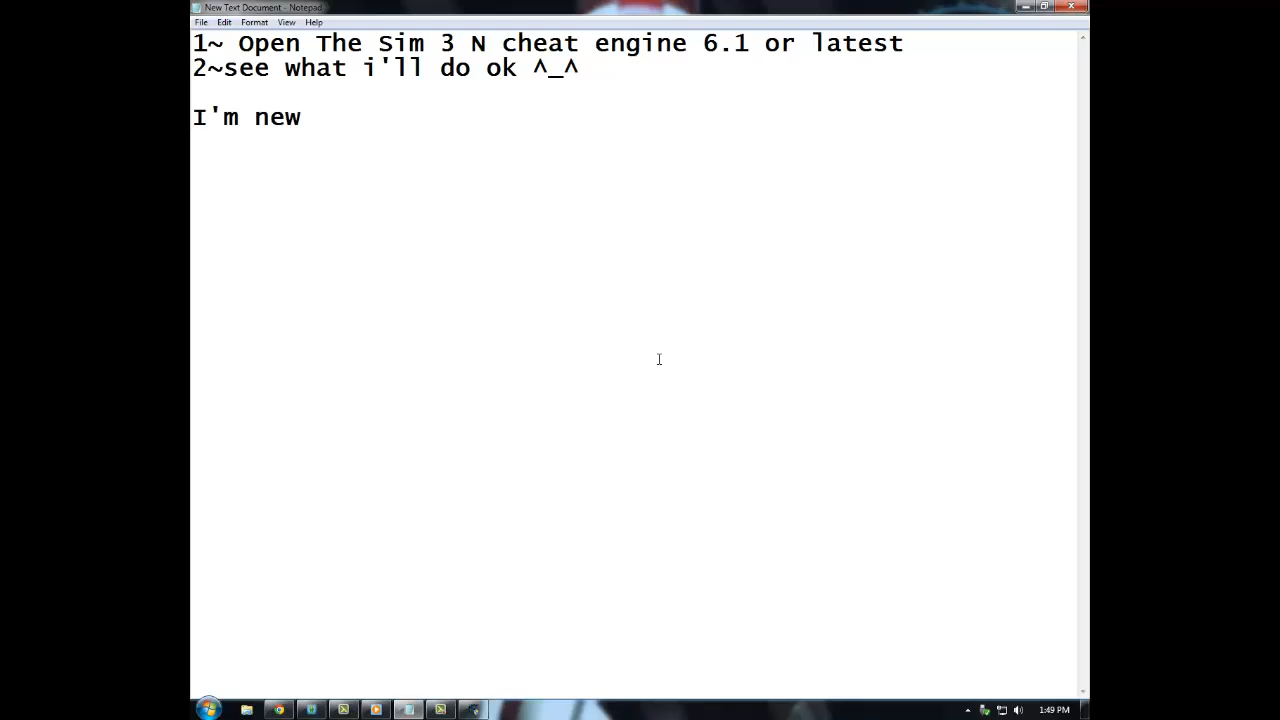 New Text Document - Notepad
File Edit Format View Help
1~ Open The Sim 3 N cheat engine 6.1 or latest
2~see what i'll do ok ^_^
I'm new
1:49 PM